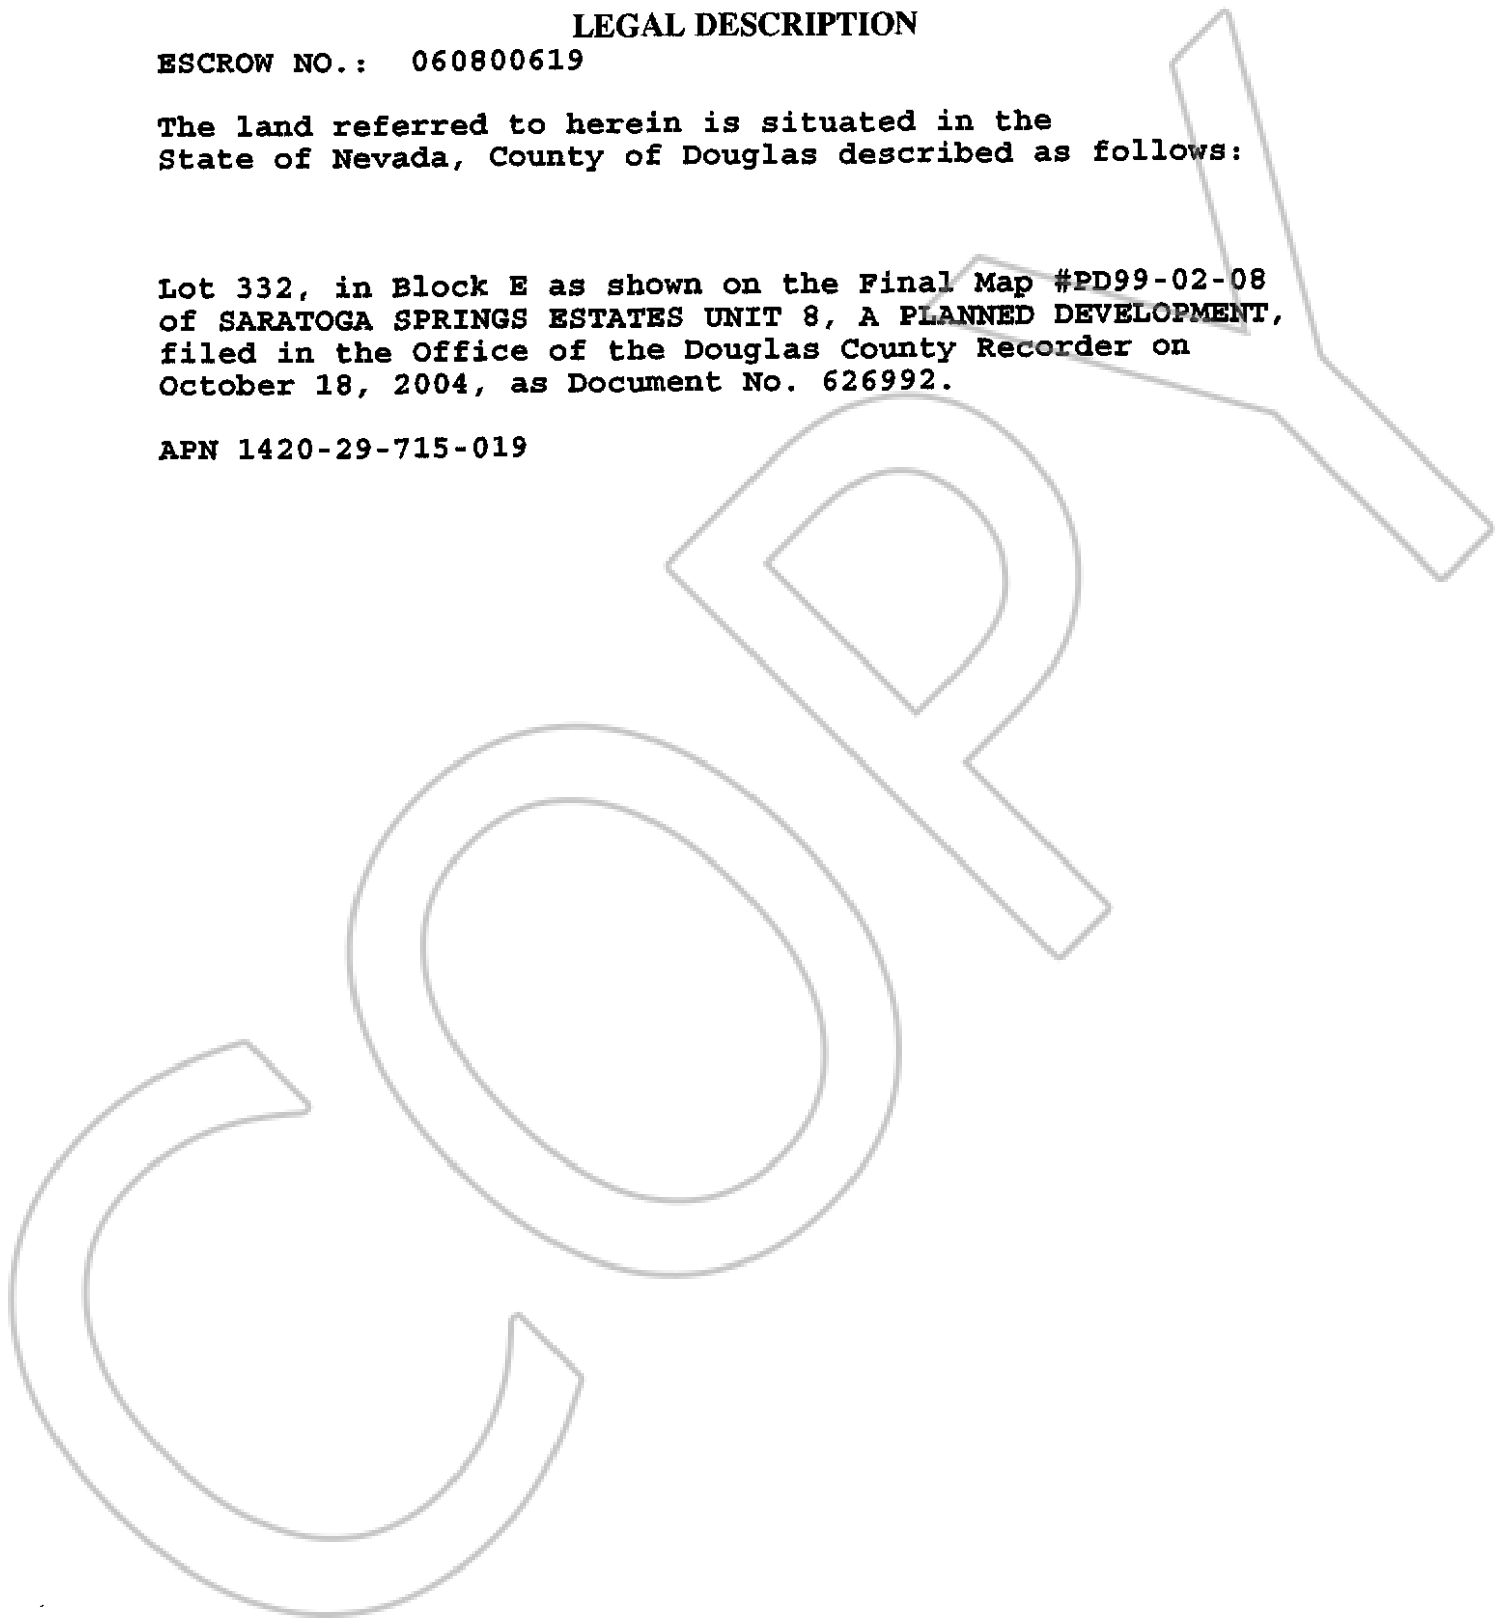 LEGAL DESCRIPTION
ESCROW NO.: 060800619
The land referred to herein is situated in the
State of Nevada, County of Douglas described as follows:
Lot 332, in Block E as shown on the Final Map #PD99-02-08
of SARATOGA SPRINGS ESTATES UNIT 8, A PLANNED DEVELOPMENT,
filed in the Office of the Douglas County Recorder on
October 18, 2004, as Document No. 626992.
APN 1420-29-715-019
COPY